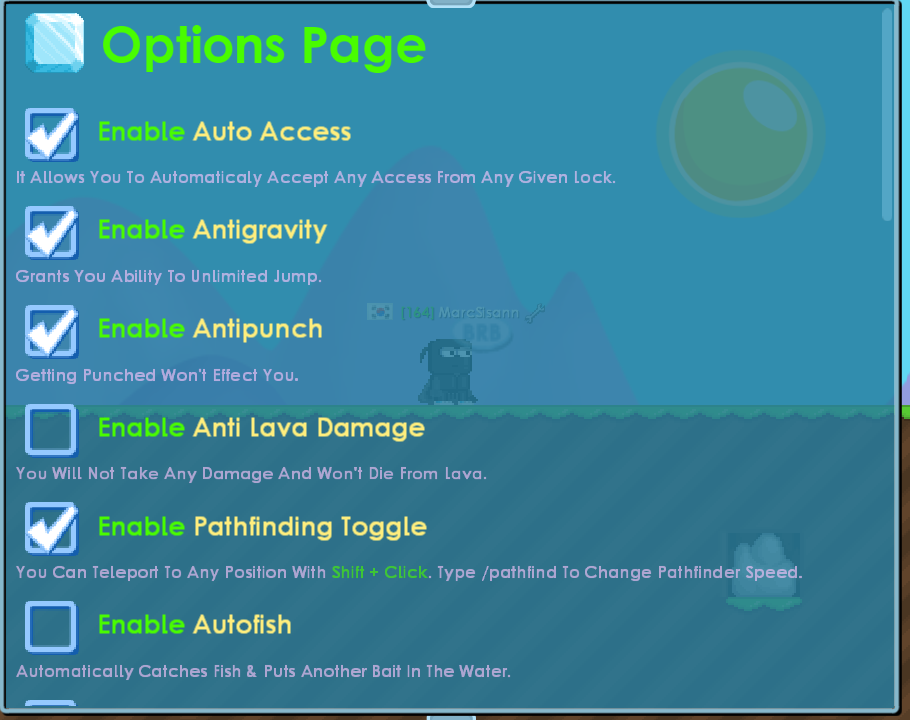 Options Page
Enable Auto Access
It Allows You To Automaticaly Accept Any Access From Any Given Lock.
Enable Antigravity
Grants You Ability To Unlimited Jump.
[164] MarcSisann
BRB
Enable Antipunch
Getting Punched Won't Effect You.
Enable Anti Lava Damage
You Will Not Take Any Damage And Won't Die From Lava.
Enable Pathfinding Toggle
You Can Teleport To Any Position With Shift + Click. Type /pathfind To Change Pathfinder Speed.
Enable Autofish
Automatically Catches Fish & Puts Another Bait In The Water.